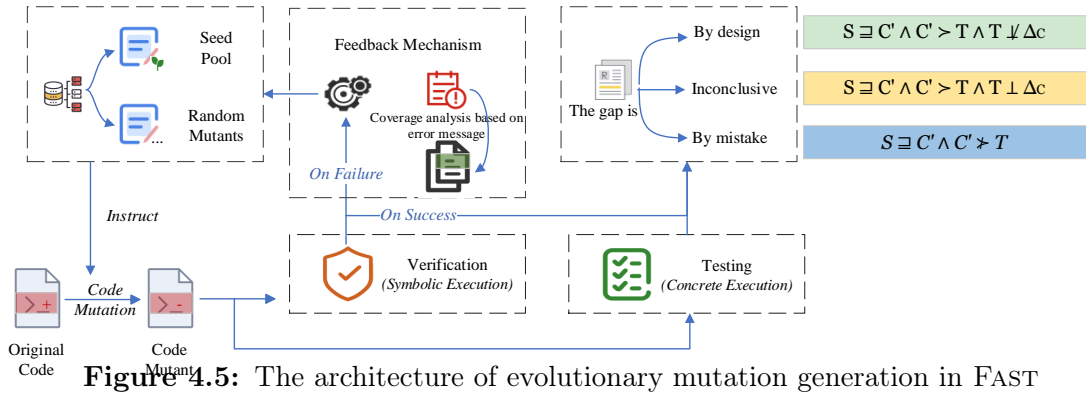 Seed
Pool
Random
Mutants
...
Feedback Mechanism
Coverage analysis based on
error message
On Failure
On Success
R
The gap is
By design
Inconclusive
By mistake
S ⊒ C′ ∧ C′ ≻ T ∧ T ⊥̸ Δc
S ⊒ C′ ∧ C′ ≻ T ∧ T ⊥ Δc
S ⊒ C′ ∧ C′ ⊁ T
Instruct
Verification
(Symbolic Execution)
Testing
(Concrete Execution)
>_+
Code
Mutation
>_-
Original
Code
Code
Mutant
Figure 4.5: The architecture of evolutionary mutation generation in FAST